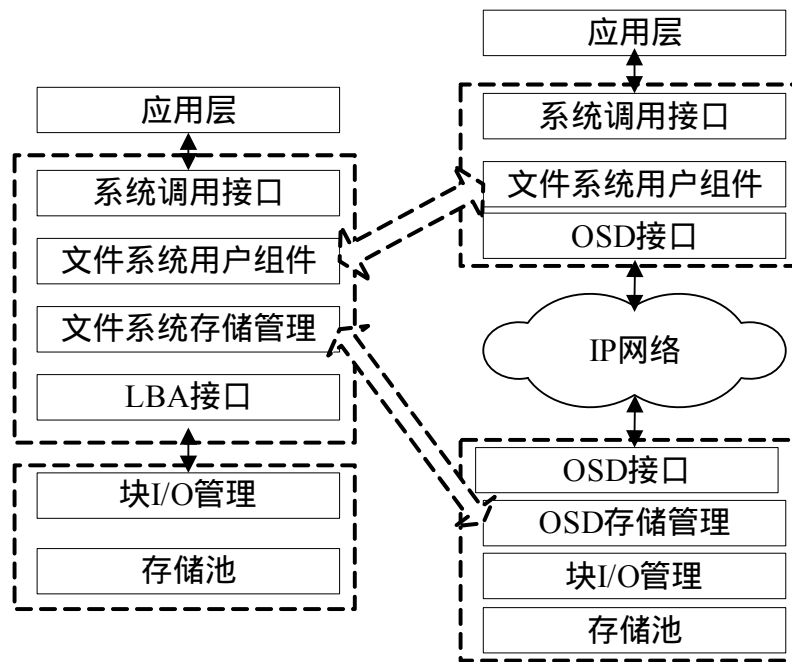 应用层
系统调用接口
文件系统用户组件
文件系统存储管理
LBA接口
块I/O管理
存储池
应用层
系统调用接口
文件系统用户组件
OSD接口
IP网络
OSD接口
OSD存储管理
块I/O管理
存储池